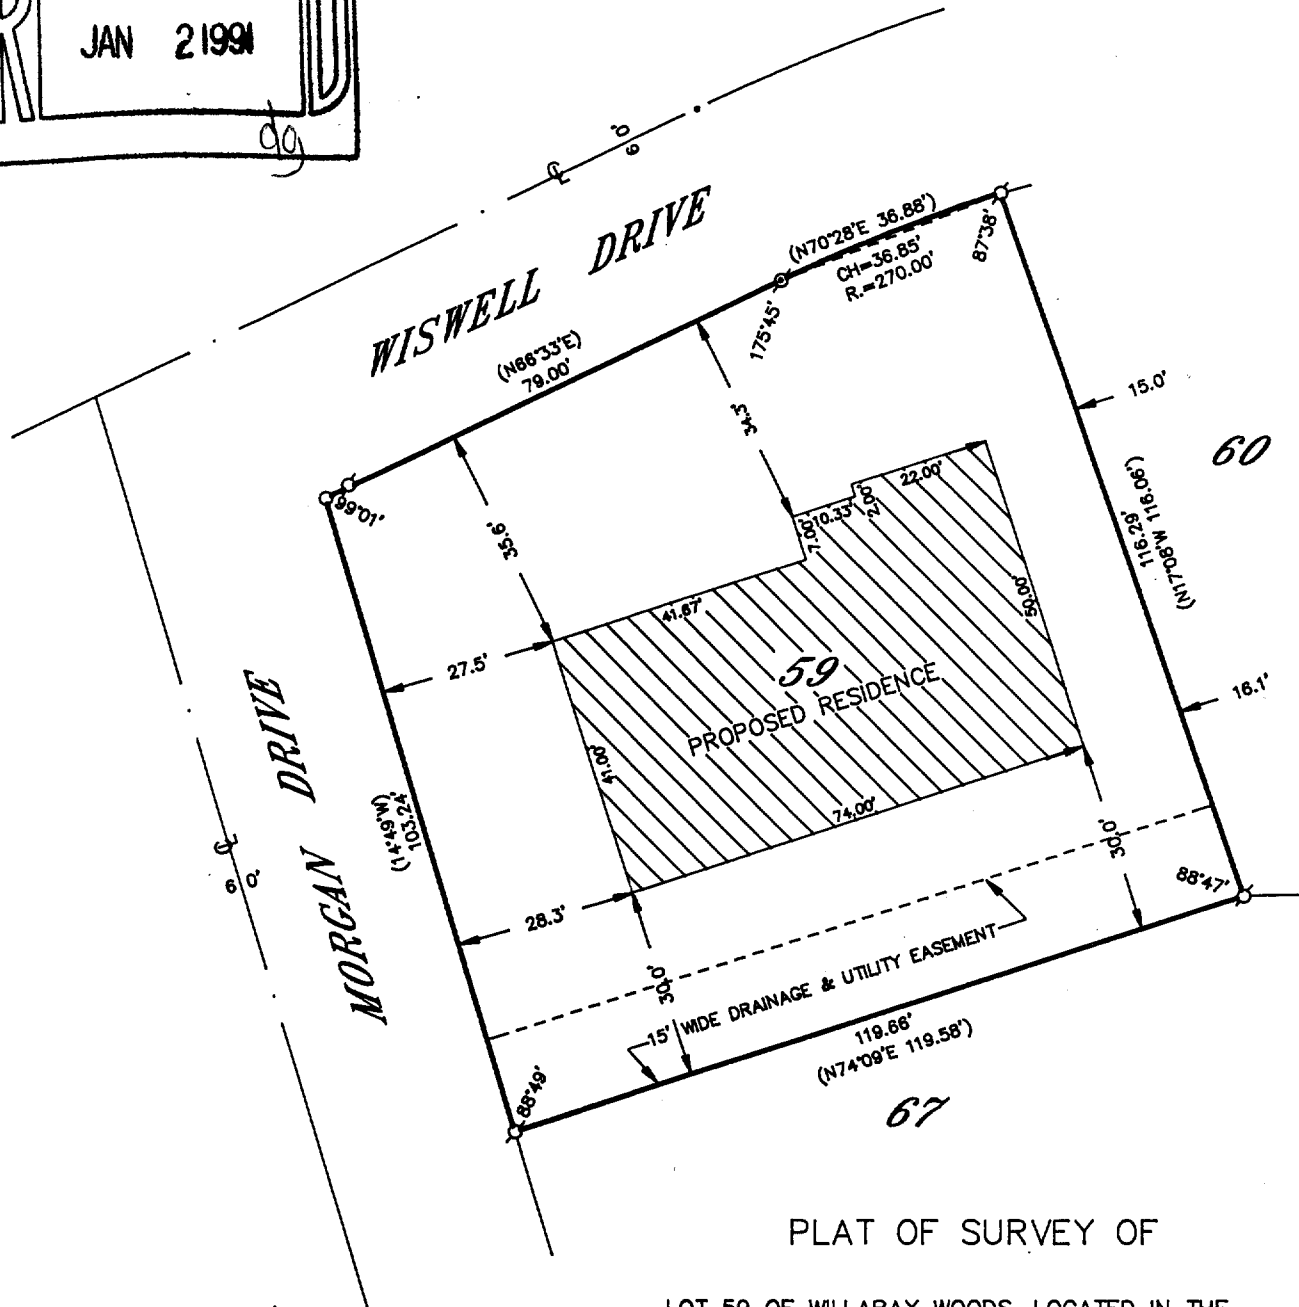 JAN 21991
dg
60'
WISWELL DRIVE
(N70°28'E 36.88')
CH=36.85'
R.=270.00'
87°38'
175°45'
(N66°33'E)
79.00'
34.3'
15.0'
60
99°01'
35.6'
22.00'
2.00'
10.33'
7.00'
116.29'
(N17°08'W 116.06')
41.67'
50.00'
27.5'
59
PROPOSED RESIDENCE
16.1'
MORGAN DRIVE
41.00'
74.00'
(14°49'W)
103.24'
60'
30.0'
88°47'
28.3'
30.0'
15' WIDE DRAINAGE & UTILITY EASEMENT
119.66'
(N74°09'E 119.58')
88°49'
67
PLAT OF SURVEY OF